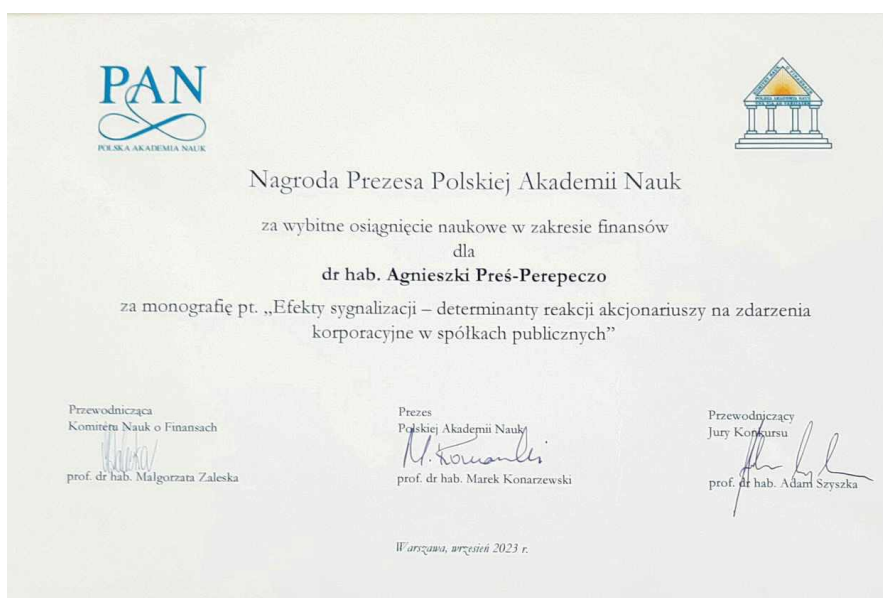 PAN
POLSKA AKADEMIA NAUK
Nagroda Prezesa Polskiej Akademii Nauk
za wybitne osiągnięcie naukowe w zakresie finansów
dla
dr hab. Agnieszki Preś-Perepeczo
za monografię pt. „Efekty sygnalizacji – determinanty reakcji akcjonariuszy na zdarzenia
korporacyjne w spółkach publicznych”
Przewodnicząca
Komitetu Nauk o Finansach
prof. dr hab. Małgorzata Zaleska
Prezes
Polskiej Akademii Nauk
M. Konarzewski
prof. dr hab. Marek Konarzewski
Przewodniczący
Jury Konkursu
prof. dr hab. Adam Szyszka
Warszawa, wrzesień 2023 r.